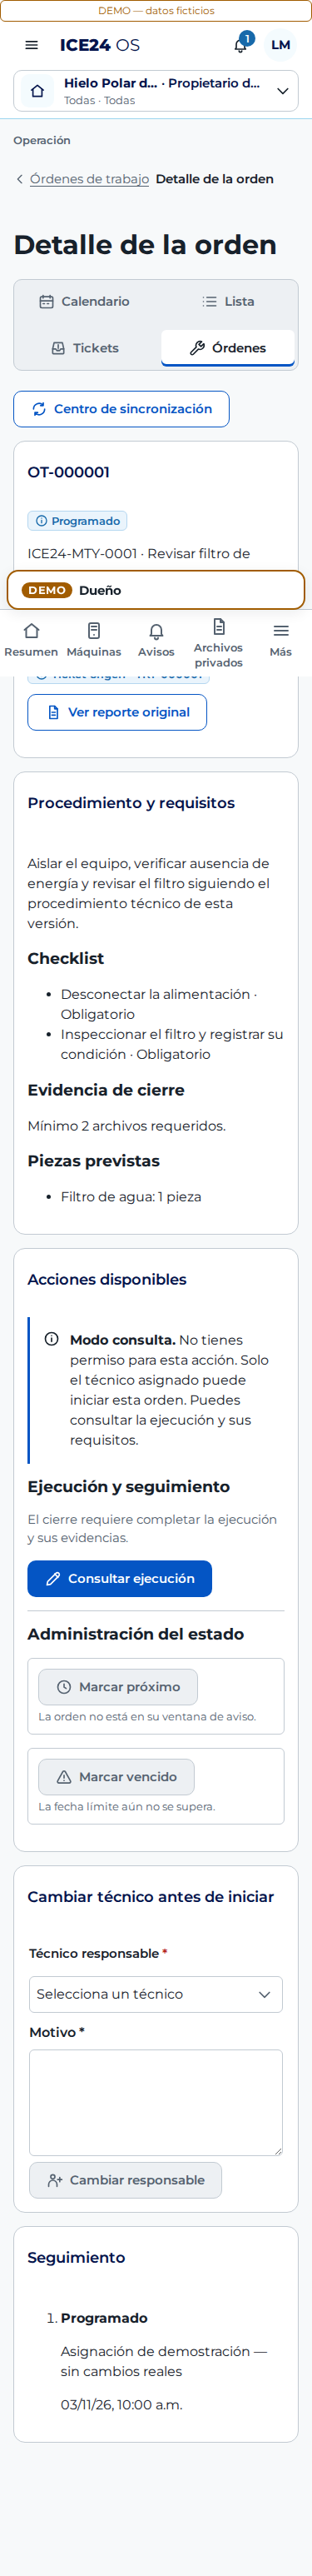 DEMO — datos ficticios
ICE24 OS
1
LM
Hielo Polar d... · Propietario d...
Todas · Todas
Operación
Órdenes de trabajo Detalle de la orden
Detalle de la orden
Calendario
Lista
Tickets
Órdenes
Centro de sincronización
OT-000001
Programado
ICE24-MTY-0001 · Revisar filtro de
DEMO Dueño
Resumen
Máquinas
Avisos
Archivos privados
Más
Ver reporte original
Procedimiento y requisitos
Aislar el equipo, verificar ausencia de
energía y revisar el filtro siguiendo el
procedimiento técnico de esta
versión.
Checklist
• Desconectar la alimentación ·
Obligatorio
• Inspeccionar el filtro y registrar su
condición · Obligatorio
Evidencia de cierre
Mínimo 2 archivos requeridos.
Piezas previstas
• Filtro de agua: 1 pieza
Acciones disponibles
Modo consulta. No tienes
permiso para esta acción. Solo
el técnico asignado puede
iniciar esta orden. Puedes
consultar la ejecución y sus
requisitos.
Ejecución y seguimiento
El cierre requiere completar la ejecución
y sus evidencias.
Consultar ejecución
Administración del estado
Marcar próximo
La orden no está en su ventana de aviso.
Marcar vencido
La fecha límite aún no se supera.
Cambiar técnico antes de iniciar
Técnico responsable *
Selecciona un técnico
Motivo *
Cambiar responsable
Seguimiento
1. Programado
Asignación de demostración —
sin cambios reales
03/11/26, 10:00 a.m.